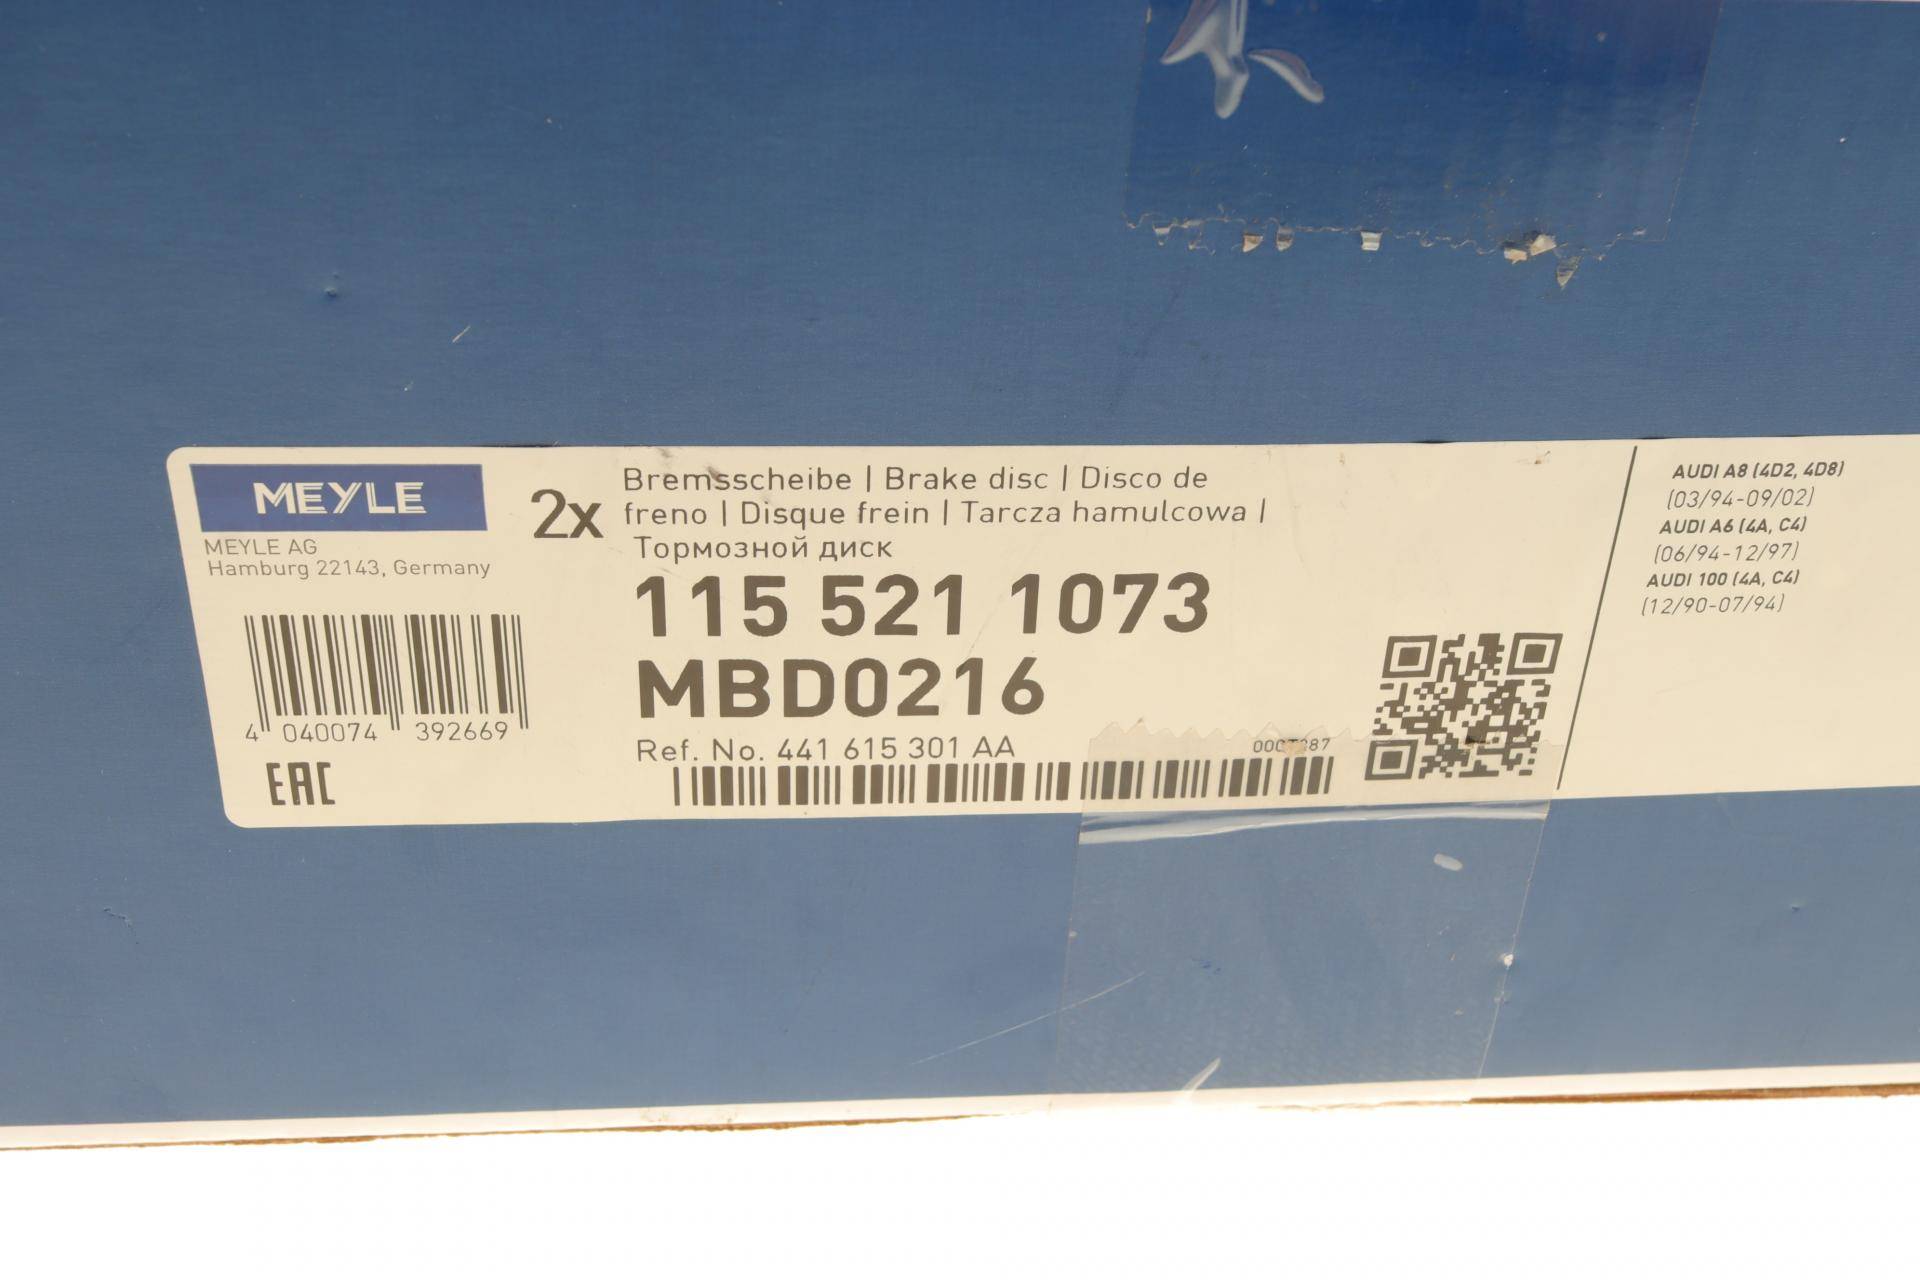 MEYLE
MEYLE AG
Hamburg 22143, Germany
4 040074 392669
EAC
2x
Bremsscheibe | Brake disc | Disco de
freno | Disque frein | Tarcza hamulcowa |
Тормозной диск
115 521 1073
MBD0216
Ref. No. 441 615 301 AA
AUDI A8 (4D2, 4D8)
(03/94-09/02)
AUDI A6 (4A, C4)
(06/94-12/97)
AUDI 100 (4A, C4)
(12/90-07/94)